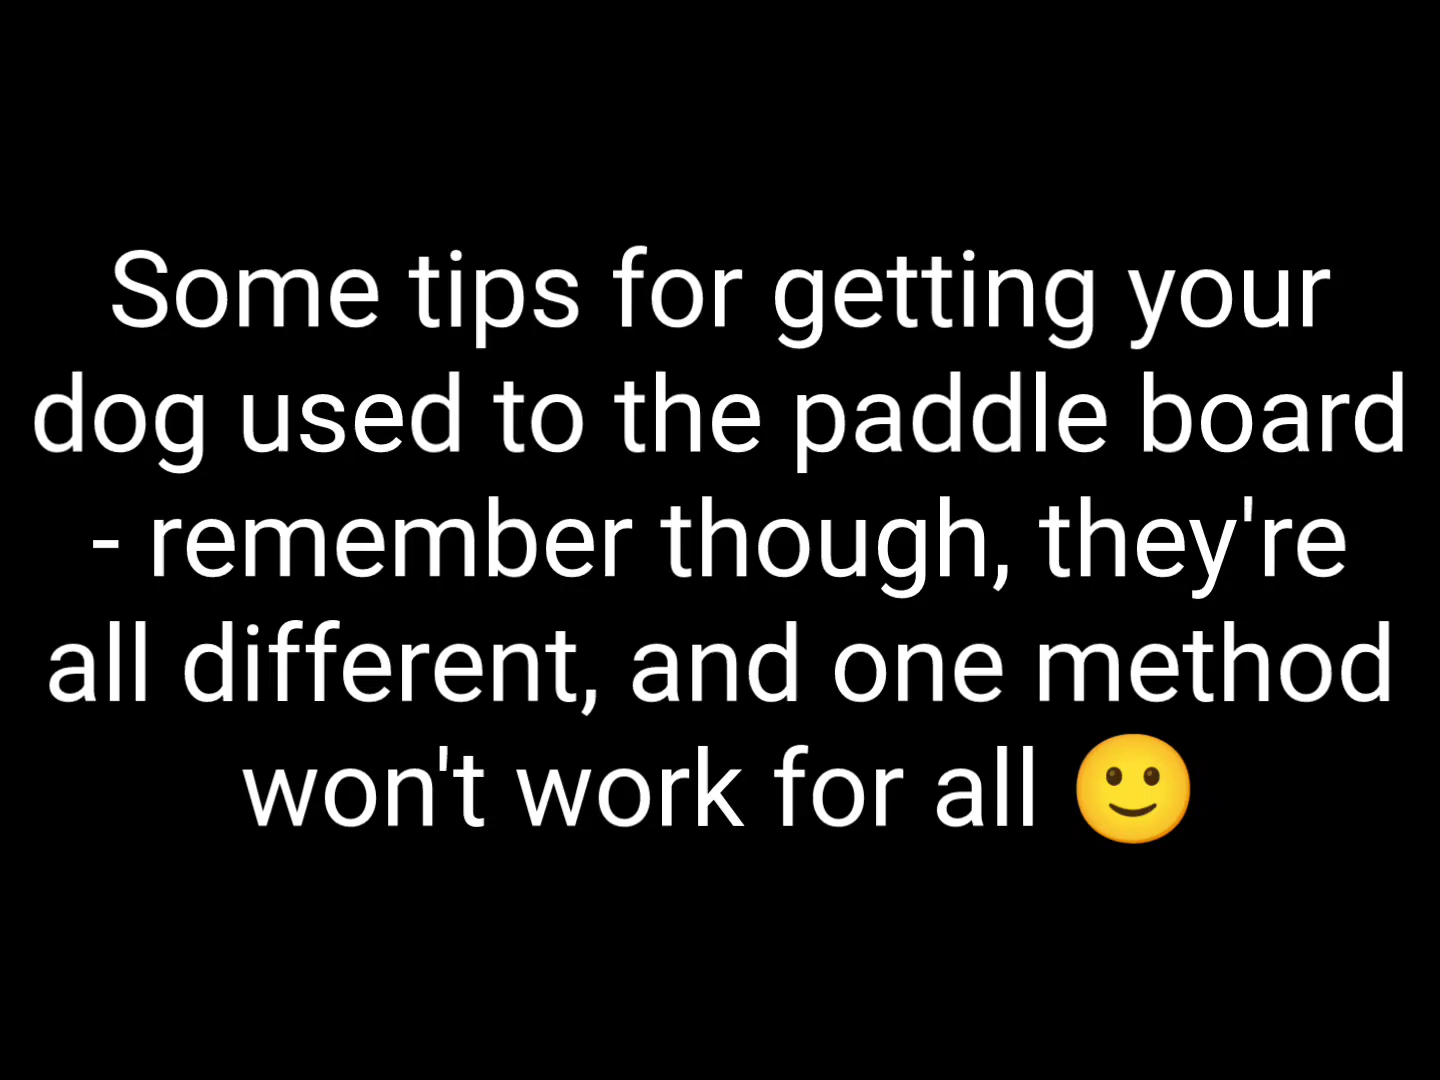 Some tips for getting your
dog used to the paddle board
- remember though, they're
all different, and one method
won't work for all 🙂